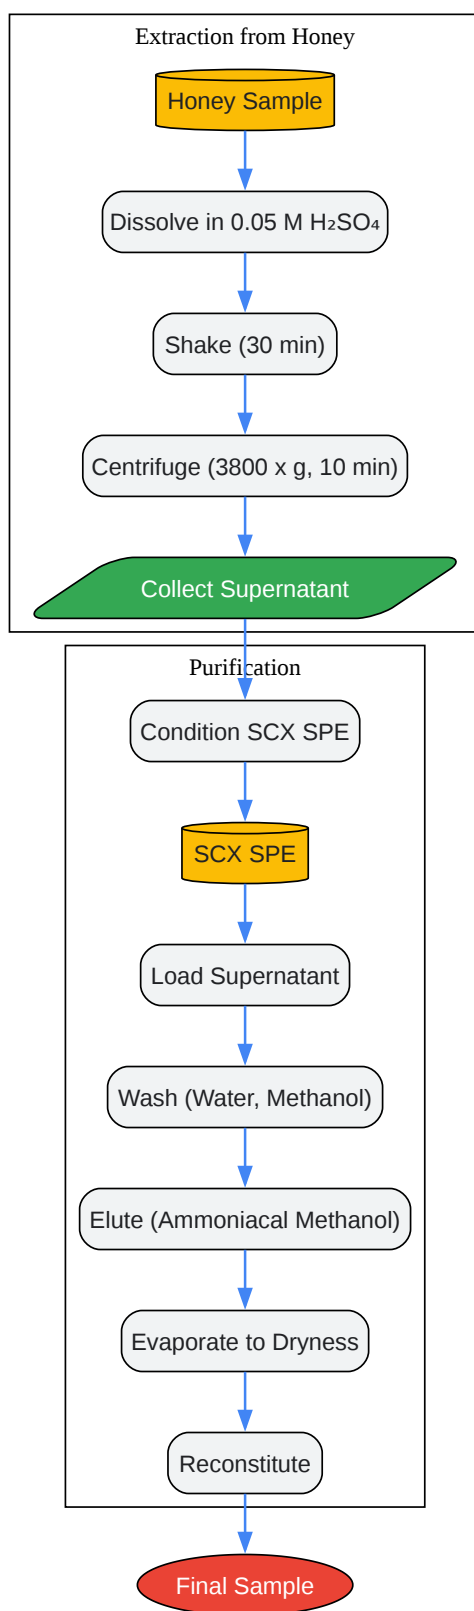 Extraction from Honey
Honey Sample
Dissolve in 0.05 M H₂SO₄
Shake (30 min)
Centrifuge (3800 x g, 10 min)
Collect Supernatant
Purification
Condition SCX SPE
SCX SPE
Load Supernatant
Wash (Water, Methanol)
Elute (Ammoniacal Methanol)
Evaporate to Dryness
Reconstitute
Final Sample